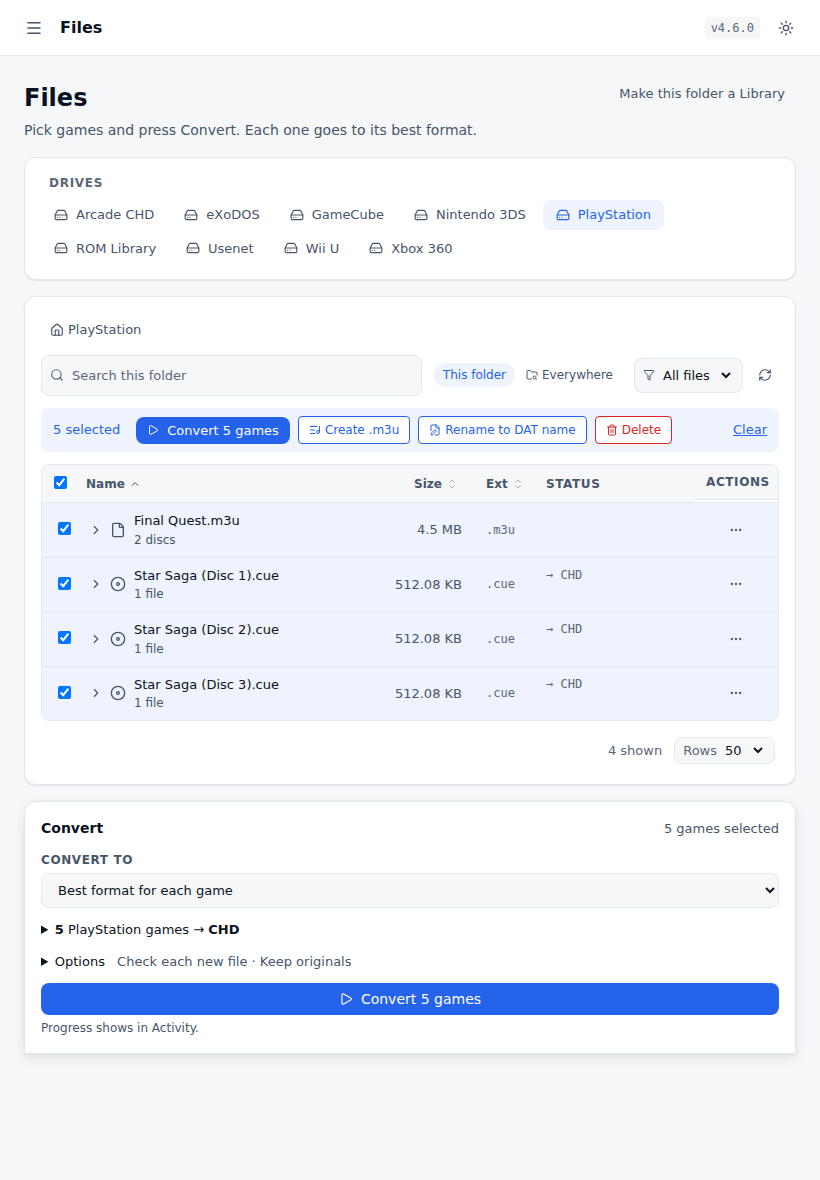 Files
v4.6.0
Files
Make this folder a Library
Pick games and press Convert. Each one goes to its best format.
DRIVES
Arcade CHD
eXoDOS
GameCube
Nintendo 3DS
PlayStation
ROM Library
Usenet
Wii U
Xbox 360
PlayStation
Search this folder
This folder
Everywhere
All files
5 selected
Convert 5 games
Create .m3u
Rename to DAT name
Delete
Clear
Name
Size
Ext
STATUS
ACTIONS
Final Quest.m3u
2 discs
4.5 MB
.m3u
Star Saga (Disc 1).cue
1 file
512.08 KB
.cue
→ CHD
Star Saga (Disc 2).cue
1 file
512.08 KB
.cue
→ CHD
Star Saga (Disc 3).cue
1 file
512.08 KB
.cue
→ CHD
4 shown
Rows 50
Convert
5 games selected
CONVERT TO
Best format for each game
5 PlayStation games → CHD
Options Check each new file · Keep originals
Convert 5 games
Progress shows in Activity.